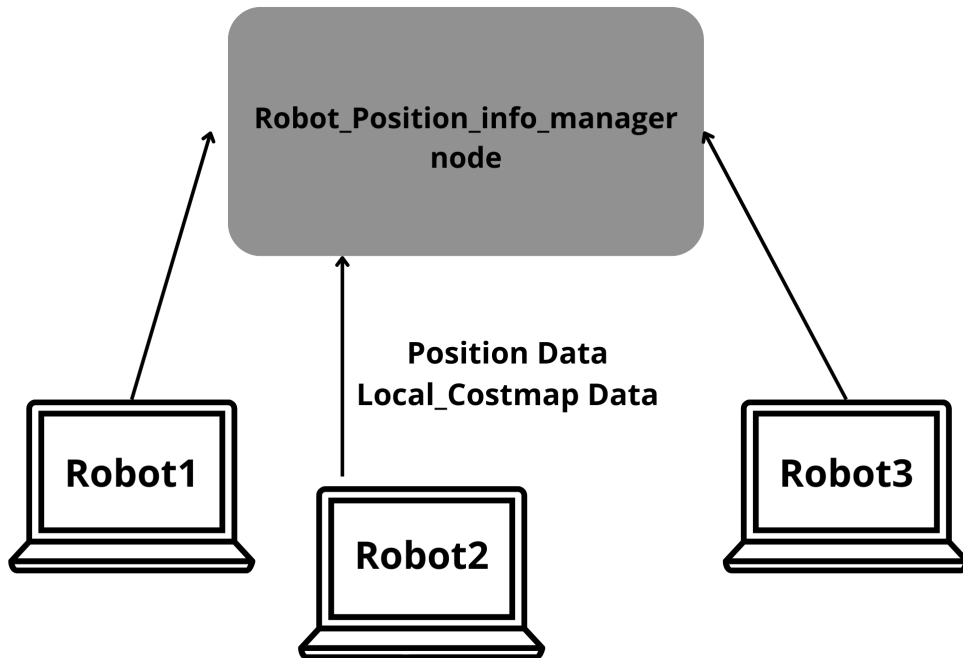 Robot_Position_info_manager
node
Position Data
Local_Costmap Data
Robot1
Robot2
Robot3